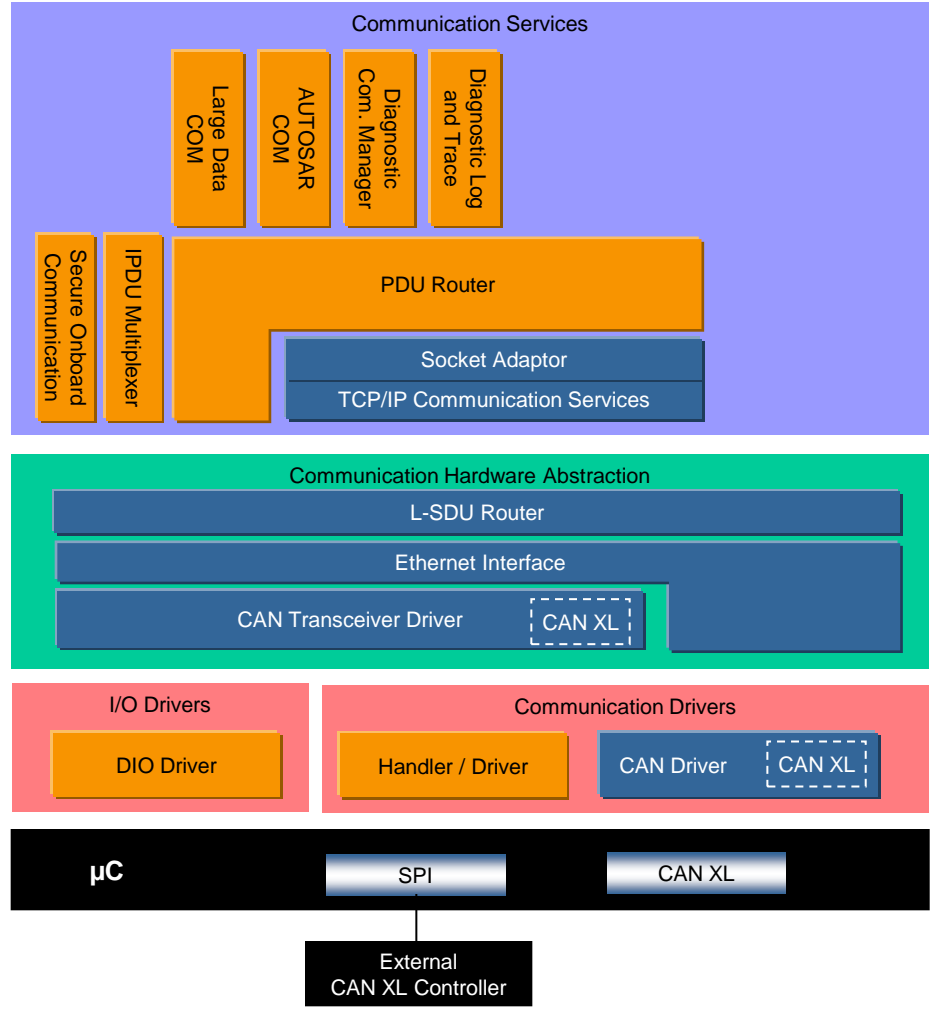 Communication Services
Large Data
COM
AUTOSAR
COM
Diagnostic
Com. Manager
Diagnostic Log
and Trace
Secure Onboard
Communication
IPDU Multiplexer
PDU Router
Socket Adaptor
TCP/IP Communication Services
Communication Hardware Abstraction
L-SDU Router
Ethernet Interface
CAN Transceiver Driver
CAN XL
I/O Drivers
DIO Driver
Communication Drivers
Handler / Driver
CAN Driver
CAN XL
µC
SPI
CAN XL
External
CAN XL Controller